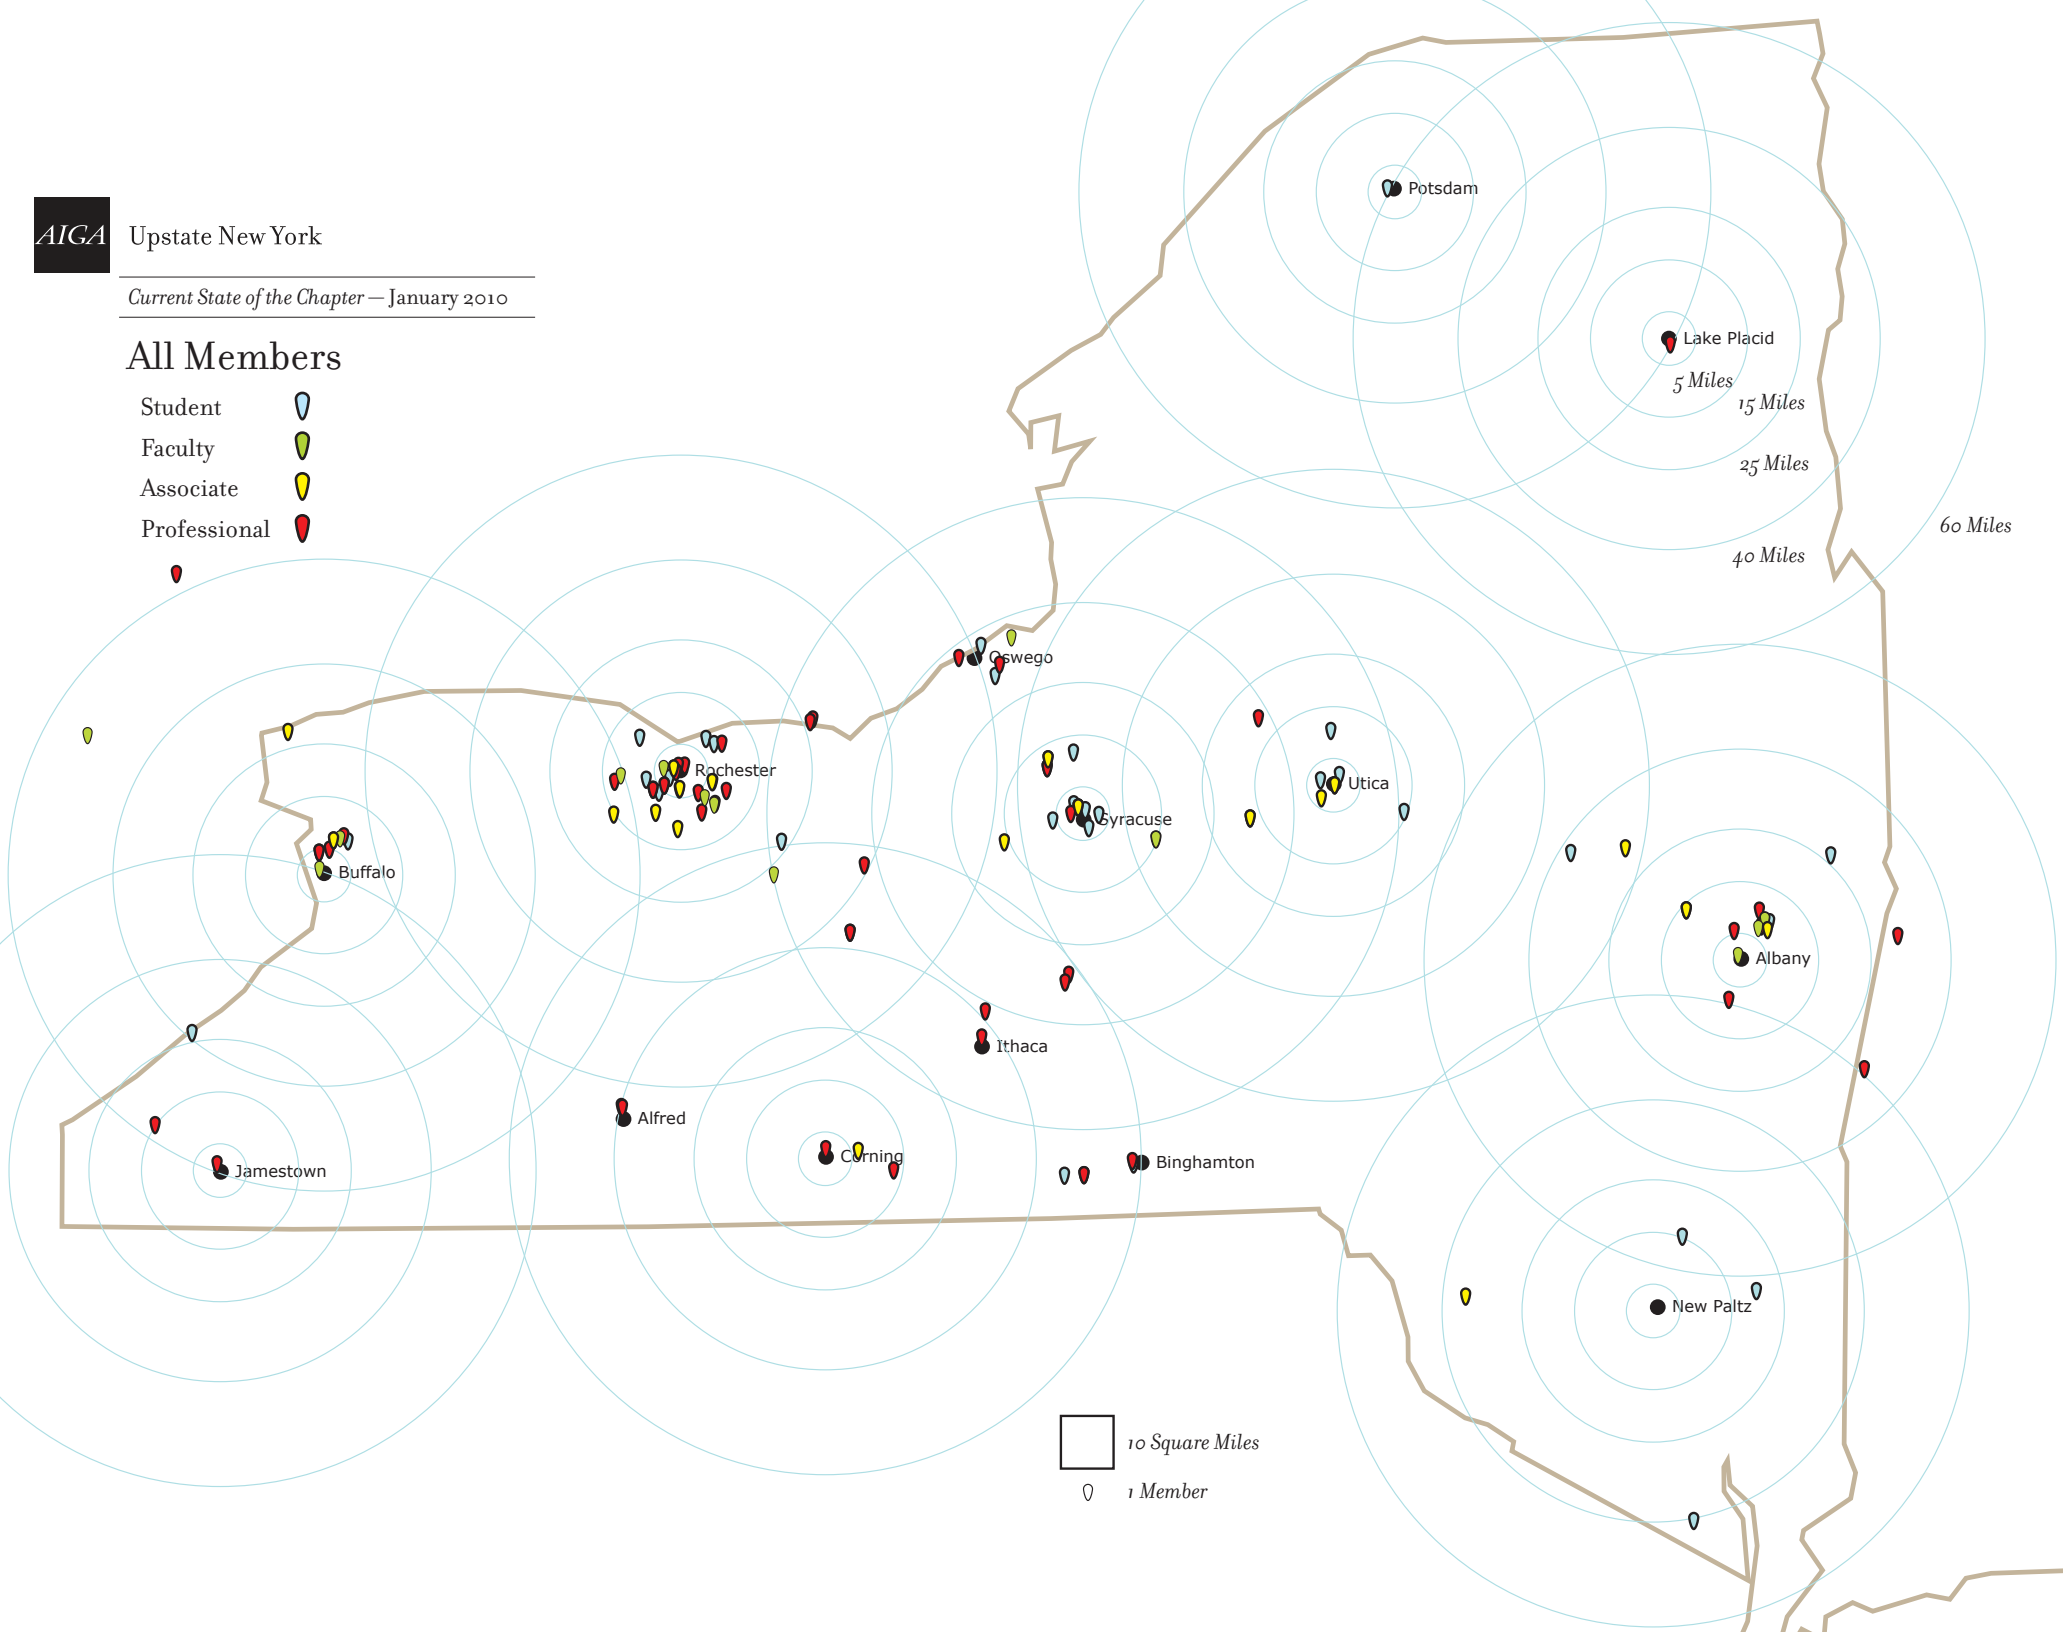 AIGA
Upstate New York
Current State of the Chapter — January 2010
All Members
Student
Faculty
Associate
Professional
Potsdam
Lake Placid
5 Miles
15 Miles
25 Miles
40 Miles
60 Miles
Oswego
Rochester
Utica
Syracuse
Buffalo
Albany
Ithaca
Alfred
Corning
Binghamton
Jamestown
New Paltz
10 Square Miles
1 Member